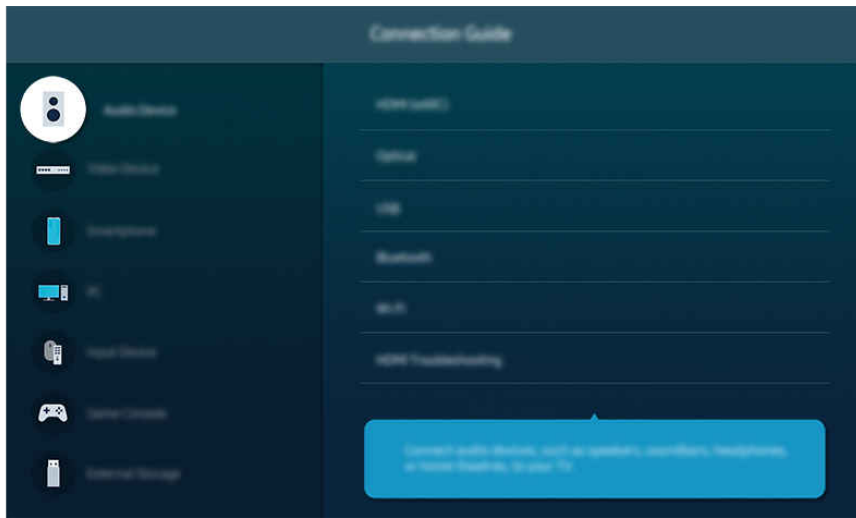 Connection Guide
Audio Device
HDMI (eARC)
Video Device
Optical
Smartphone
USB
PC
Bluetooth
Input Device
Wi-Fi
Game Console
HDMI Troubleshooting
External Storage
Connect audio devices, such as speakers, soundbars, headphones,
or home theatres, to your TV.